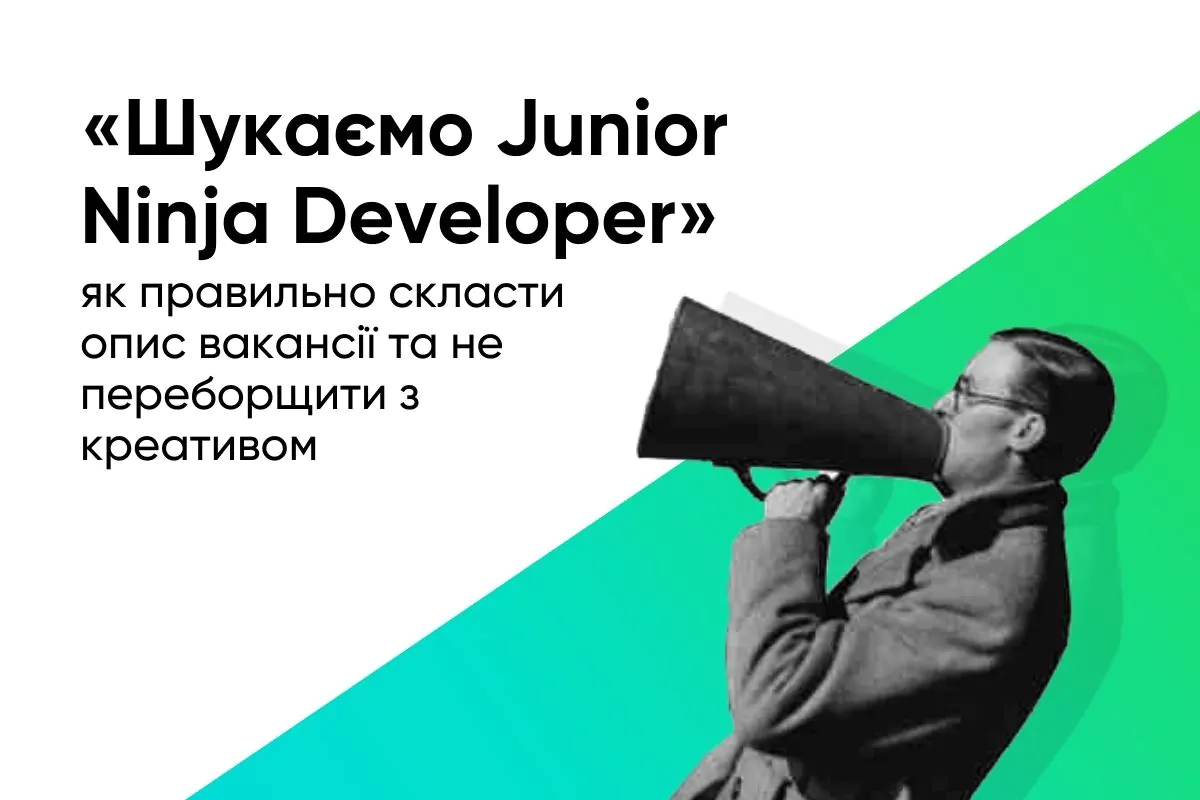 «Шукаємо Junior
Ninja Developer»
як правильно скласти
опис вакансії та не
переборщити з
креативом